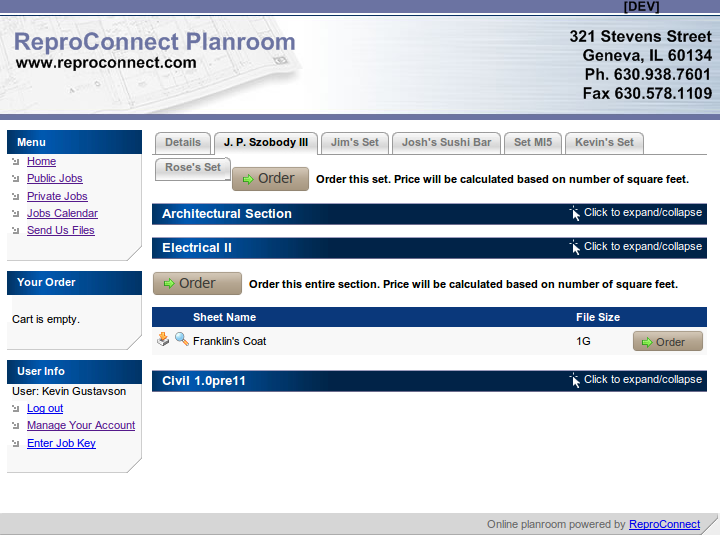 [DEV]
ReproConnect Planroom
www.reproconnect.com
321 Stevens Street
Geneva, IL 60134
Ph. 630.938.7601
Fax 630.578.1109
Menu
Home
Public Jobs
Private Jobs
Jobs Calendar
Send Us Files
Your Order
Cart is empty.
User Info
User: Kevin Gustavson
Log out
Manage Your Account
Enter Job Key
Details J. P. Szobody III Jim's Set Josh's Sushi Bar Set MI5 Kevin's Set
Rose's Set
Order Order this set. Price will be calculated based on number of square feet.
Architectural Section Click to expand/collapse
Electrical II Click to expand/collapse
Order Order this entire section. Price will be calculated based on number of square feet.
Sheet Name File Size
Franklin's Coat 1G Order
Civil 1.0pre11 Click to expand/collapse
Online planroom powered by ReproConnect